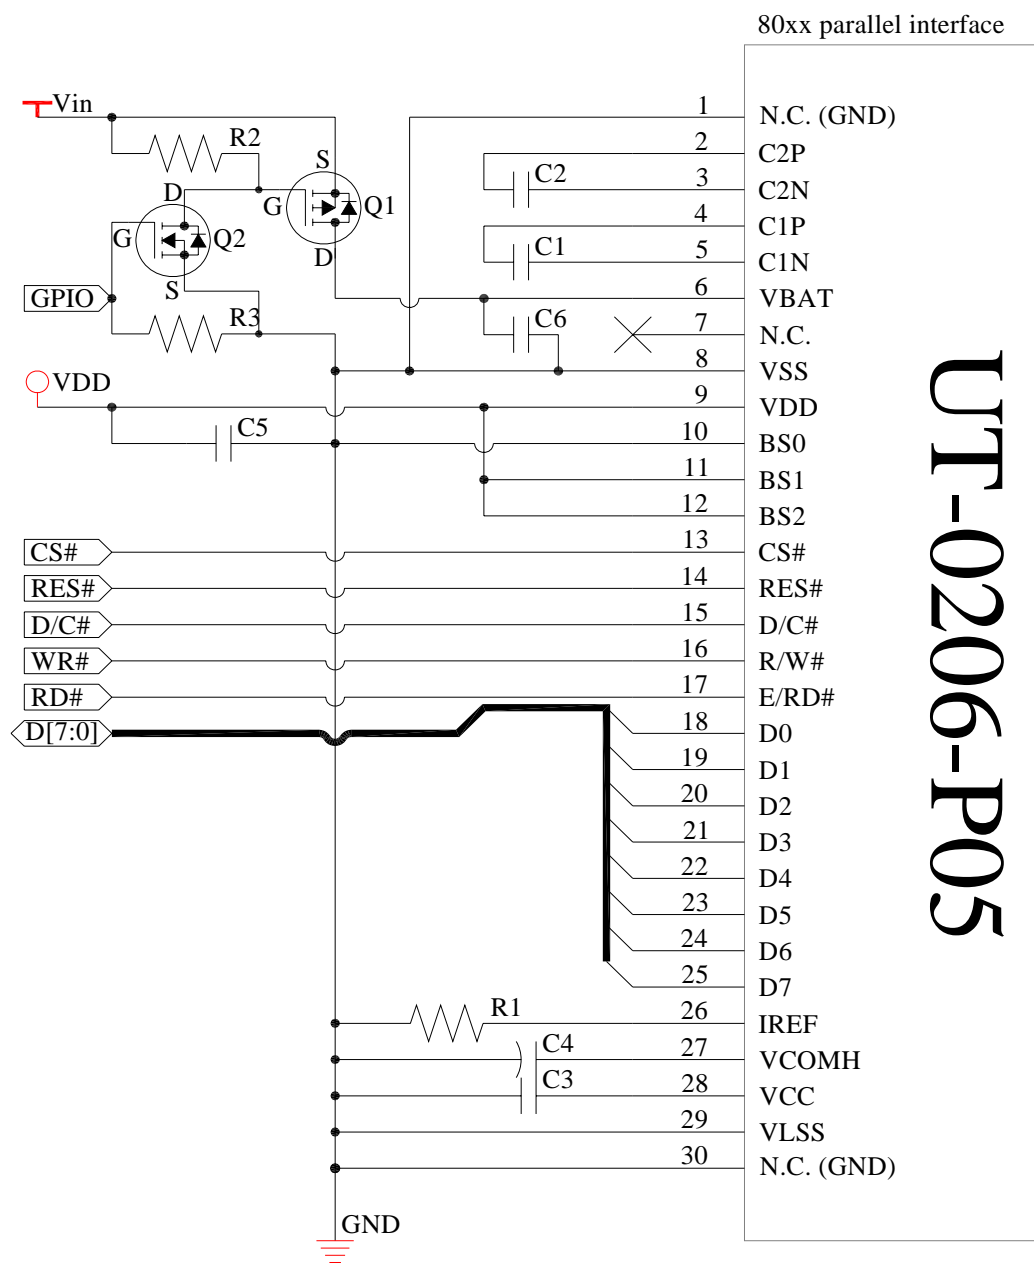 80xx parallel interface
Vin
R2
S
D
G
Q1
G
Q2
D
S
GPIO
R3
VDD
C5
CS#
RES#
D/C#
WR#
RD#
D[7:0]
C2
C1
C6
R1
C4
C3
GND
1 N.C. (GND)
2 C2P
3 C2N
4 C1P
5 C1N
6 VBAT
7 N.C.
8 VSS
9 VDD
10 BS0
11 BS1
12 BS2
13 CS#
14 RES#
15 D/C#
16 R/W#
17 E/RD#
18 D0
19 D1
20 D2
21 D3
22 D4
23 D5
24 D6
25 D7
26 IREF
27 VCOMH
28 VCC
29 VLSS
30 N.C. (GND)
UT-0206-P05